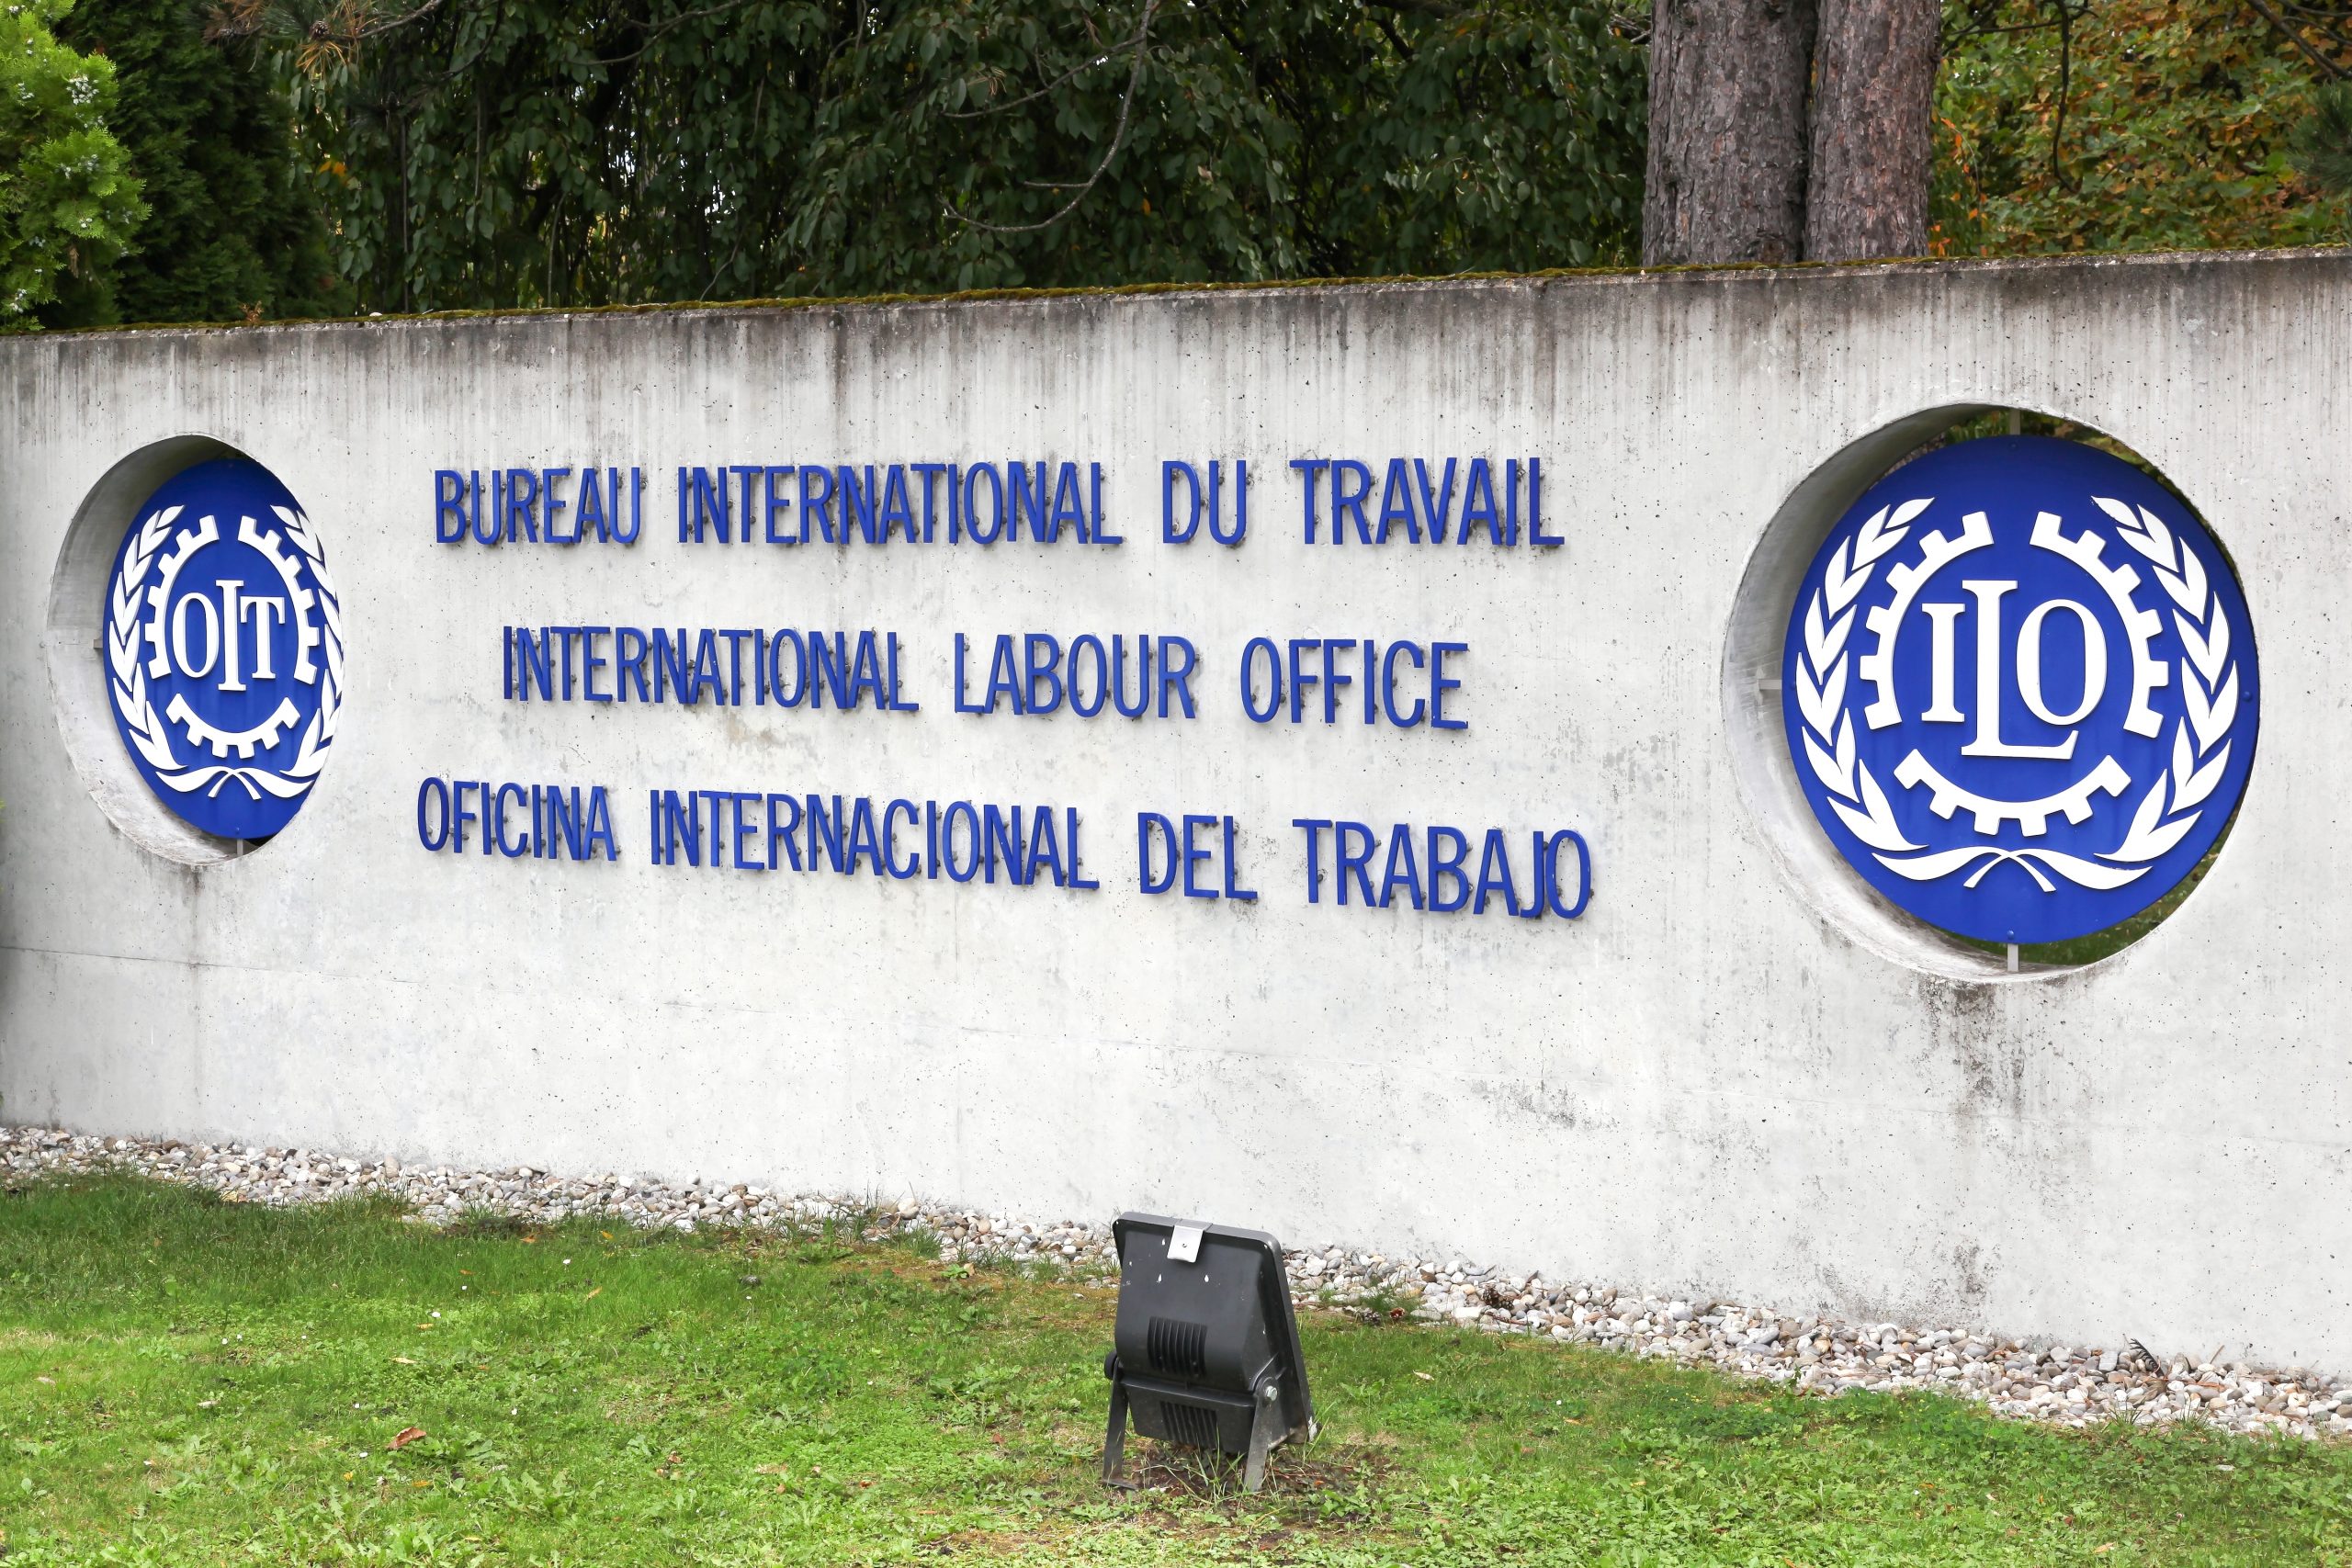 OIT
BUREAU INTERNATIONAL DU TRAVAIL
INTERNATIONAL LABOUR OFFICE
OFICINA INTERNACIONAL DEL TRABAJO
ILO